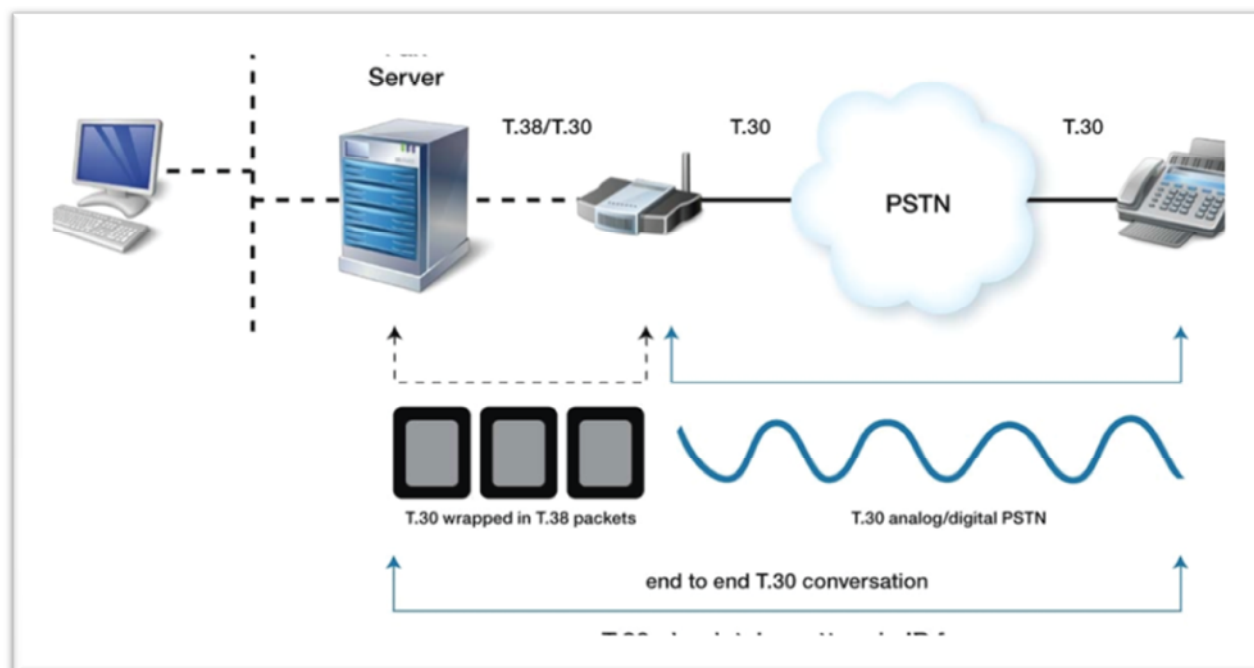 Server
T.38/T.30
T.30
T.30
PSTN
T.30 wrapped in T.38 packets
T.30 analog/digital PSTN
end to end T.30 conversation